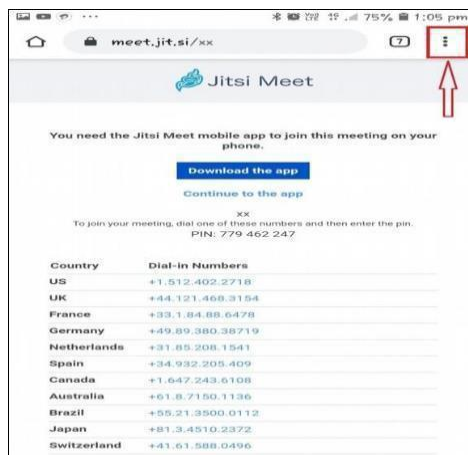 75% 1:05 pm
meet.jit.si/xx
7
Jitsi Meet
You need the Jitsi Meet mobile app to join this meeting on your
phone.
Download the app
Continue to the app
xx
To join your meeting, dial one of these numbers and then enter the pin.
PIN: 779 462 247
Country Dial-in Numbers
US +1.512.402.2718
UK +44.121.468.3154
France +33.1.84.88.6478
Germany +49.89.380.38719
Netherlands +31.85.208.1541
Spain +34.932.205.409
Canada +1.647.243.6108
Australia +61.8.7150.1136
Brazil +55.21.3500.0112
Japan +81.3.4510.2372
Switzerland +41.61.588.0496